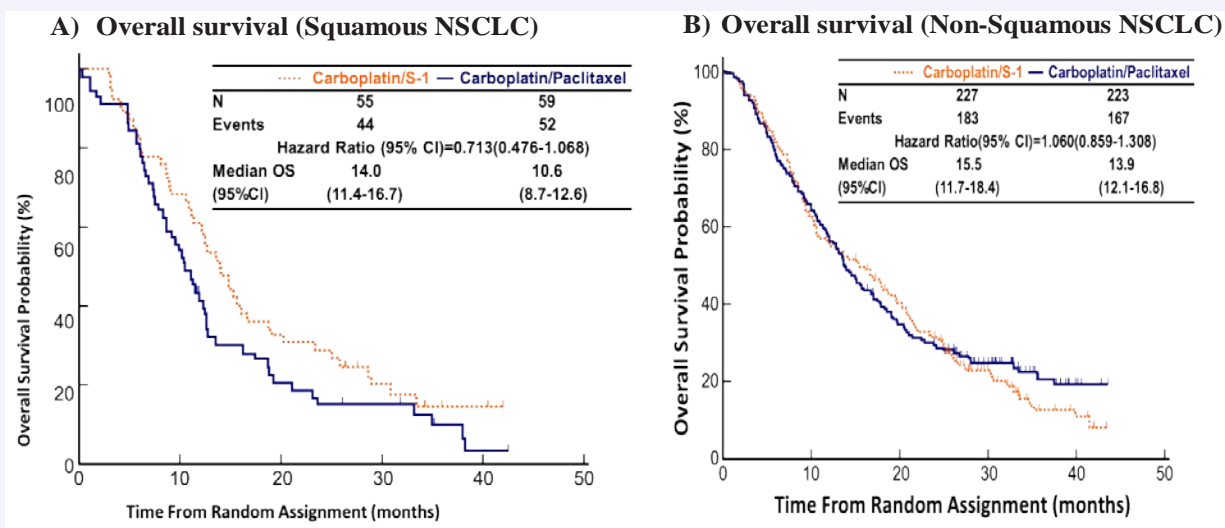 A) Overall survival (Squamous NSCLC)
Carboplatin/S-1 Carboplatin/Paclitaxel
N 55 59
Events 44 52
Hazard Ratio (95% CI)=0.713(0.476-1.068)
Median OS 14.0 10.6
(95%CI) (11.4-16.7) (8.7-12.6)
Overall Survival Probability (%)
100
80
60
40
20
0
0 10 20 30 40 50
Time From Random Assignment (months)
B) Overall survival (Non-Squamous NSCLC)
Carboplatin/S-1 Carboplatin/Paclitaxel
N 227 223
Events 183 167
Hazard Ratio(95% CI)=1.060(0.859-1.308)
Median OS 15.5 13.9
(95%CI) (11.7-18.4) (12.1-16.8)
Overall Survival Probability (%)
100
80
60
40
20
0
0 10 20 30 40 50
Time From Random Assignment (months)